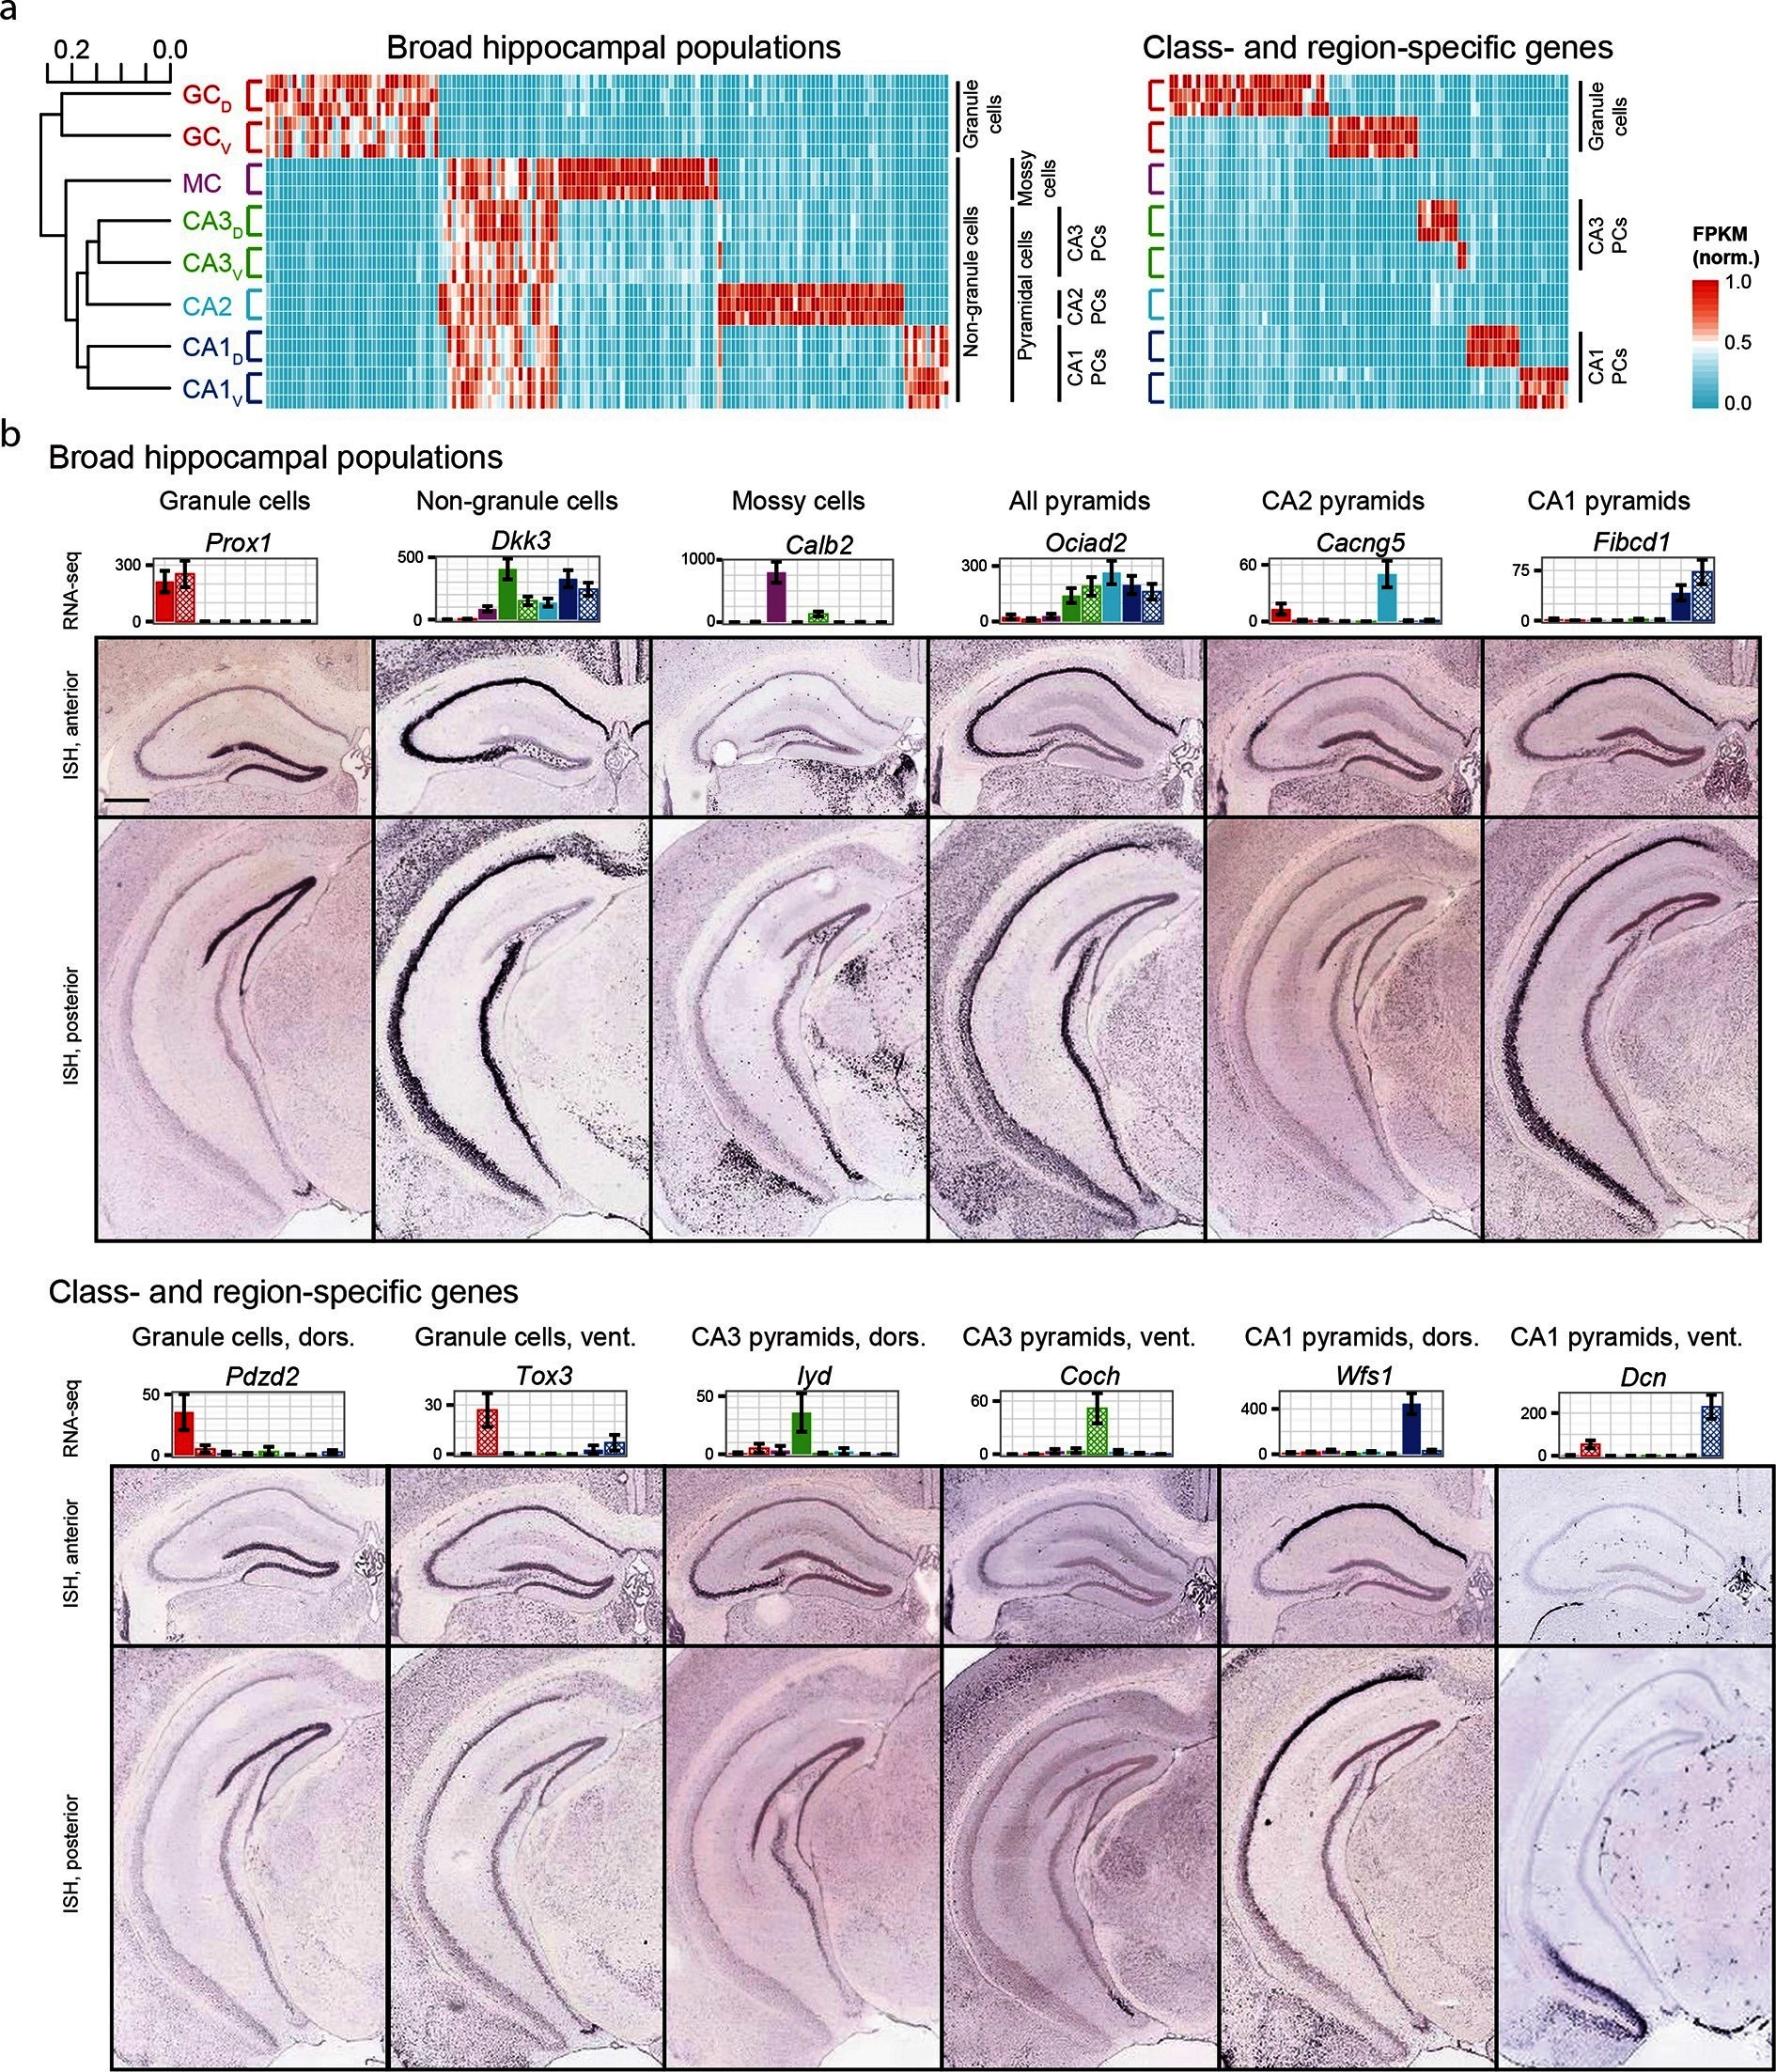 a
0.2 0.0
Broad hippocampal populations
Class- and region-specific genes
GCD
GCV
MC
CA3D
CA3V
CA2
CA1D
CA1V
Granule cells
Non-granule cells
Mossy cells
Pyramidal cells
CA3 PCs
CA2 PCs
CA1 PCs
Granule cells
CA3 PCs
CA1 PCs
FPKM
(norm.)
1.0
0.5
0.0
b
Broad hippocampal populations
Granule cells Non-granule cells Mossy cells All pyramids CA2 pyramids CA1 pyramids
Prox1 Dkk3 Calb2 Ociad2 Cacng5 Fibcd1
RNA-seq
300 500 1000 300 60 75
0 0 0 0 0 0
ISH, anterior
ISH, posterior
Class- and region-specific genes
Granule cells, dors. Granule cells, vent. CA3 pyramids, dors. CA3 pyramids, vent. CA1 pyramids, dors. CA1 pyramids, vent.
Pdzd2 Tox3 Iyd Coch Wfs1 Dcn
RNA-seq
50 30 50 60 400 200
0 0 0 0 0 0
ISH, anterior
ISH, posterior